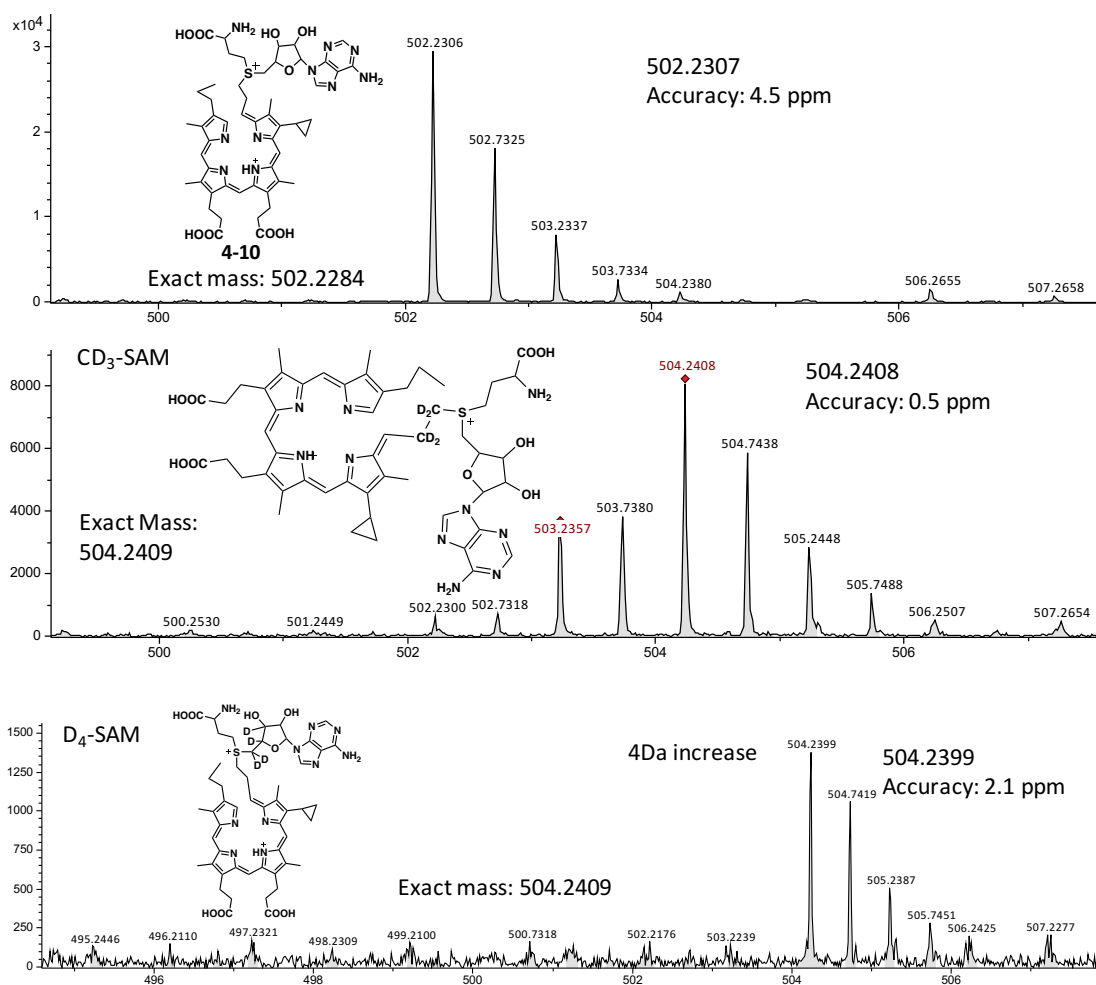 x10⁴
3
2
1
0
HOOC NH₂
HO OH
S⁺ O N N N N NH₂
N N
N HN⁺
HOOC COOH
4-10
Exact mass: 502.2284
502.2306
502.7325
503.2337
503.7334
504.2380
506.2655
507.2658
502.2307
Accuracy: 4.5 ppm
500 502 504 506
CD₃-SAM
8000
6000
4000
2000
0
HOOC
HOOC
N N
NH⁺ N
D₂C
CD₂
S⁺
COOH
NH₂
OH
O
OH
N N
N N
H₂N
Exact Mass:
504.2409
500.2530
501.2449
502.2300
502.7318
503.2357
503.7380
504.2408
504.7438
505.2448
505.7488
506.2507
507.2654
504.2408
Accuracy: 0.5 ppm
500 502 504 506
D₄-SAM
1500
1250
1000
750
500
250
0
HOOC NH₂
HO OH
D D D D
S⁺ O N N N N NH₂
N N
N HN⁺
HOOC COOH
Exact mass: 504.2409
4Da increase
504.2399
Accuracy: 2.1 ppm
495.2446
496.2110
497.2321
498.2309
499.2100
500.7318
502.2176
503.2239
504.2399
504.7419
505.2387
505.7451
506.2425
507.2277
496 498 500 502 504 506